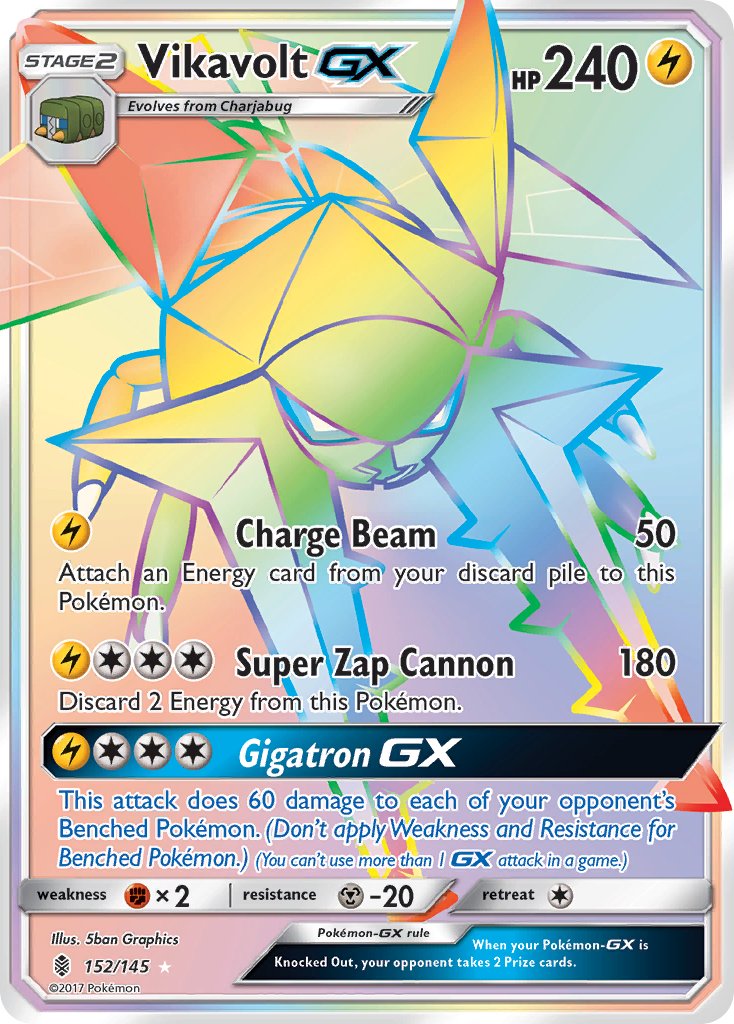 STAGE2 Vikavolt GX HP240
Evolves from Charjabug
Charge Beam 50
Attach an Energy card from your discard pile to this
Pokémon.
Super Zap Cannon 180
Discard 2 Energy from this Pokémon.
Gigatron GX
This attack does 60 damage to each of your opponent's
Benched Pokémon. (Don't apply Weakness and Resistance for
Benched Pokémon.) (You can't use more than 1 GX attack in a game.)
weakness × 2 resistance -20 retreat
Illus. 5ban Graphics
152/145
©2017 Pokémon
Pokémon-GX rule
When your Pokémon-GX is
Knocked Out, your opponent takes 2 Prize cards.